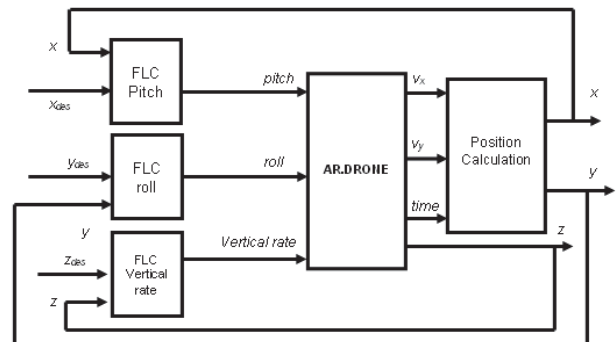 x
FLC
Pitch
xdes
pitch
vx
x
ydes
FLC
roll
roll
AR.DRONE
vy
Position
Calculation
y
time
y
zdes
FLC
Vertical
rate
Vertical rate
z
z